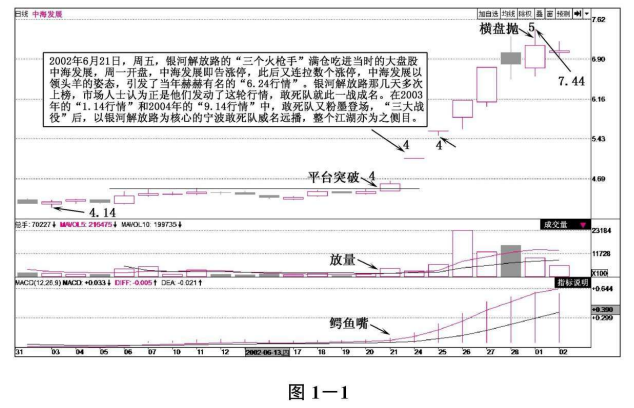 日线 中海发展
加自选 均线 除权 叠 窗 预测
7.62
横盘抛
5
7.44
2002年6月21日，周五，银河解放路的“三个火枪手”满仓吃进当时的大盘股
中海发展，周一开盘，中海发展即告涨停，此后又连拉数个涨停，中海发展以
领头羊的姿态，引发了当年赫赫有名的“6.24行情”。银河解放路那几天多次
上榜，市场人士认为正是他们发动了这轮行情，敢死队就此一战成名。在2003
年的“1.14行情”和2004年的“9.14行情”中，敢死队又粉墨登场，“三大战
役”后，以银河解放路为核心的宁波敢死队威名远播，整个江湖亦为之侧目。
6.90
6.16
5.43
4
4
平台突破
4
4.69
4.14
总手: 70227↓ MAVOL5: 215475↓ MAVOL10: 199735↓
成交量
23184
放量
11728
X100
MACD(12,26,9) MACD: +0.033↓ DIFF: -0.005↑ DEA: -0.021↑
指标说明
+0.644
+0.390
+0.299
鳄鱼嘴
31 03 04 05 06 07 10 11 12 2002-06-13,四 17 18 19 20 21 24 25 26 27 28 01 02
图 1－1